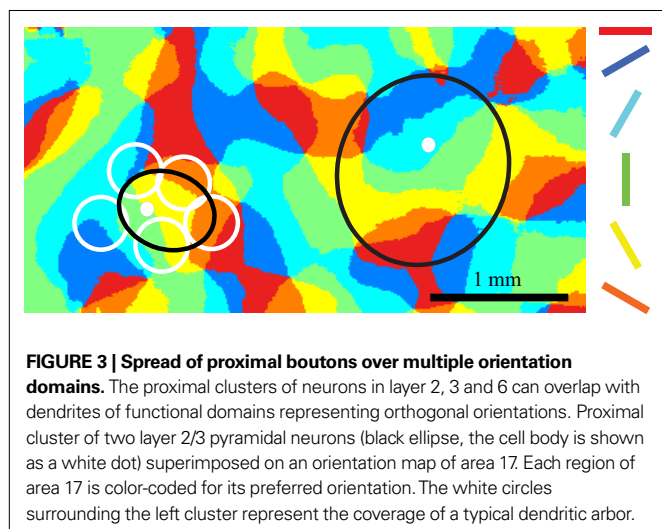 1 mm
FIGURE 3 | Spread of proximal boutons over multiple orientation
domains. The proximal clusters of neurons in layer 2, 3 and 6 can overlap with
dendrites of functional domains representing orthogonal orientations. Proximal
cluster of two layer 2/3 pyramidal neurons (black ellipse, the cell body is shown
as a white dot) superimposed on an orientation map of area 17. Each region of
area 17 is color-coded for its preferred orientation. The white circles
surrounding the left cluster represent the coverage of a typical dendritic arbor.